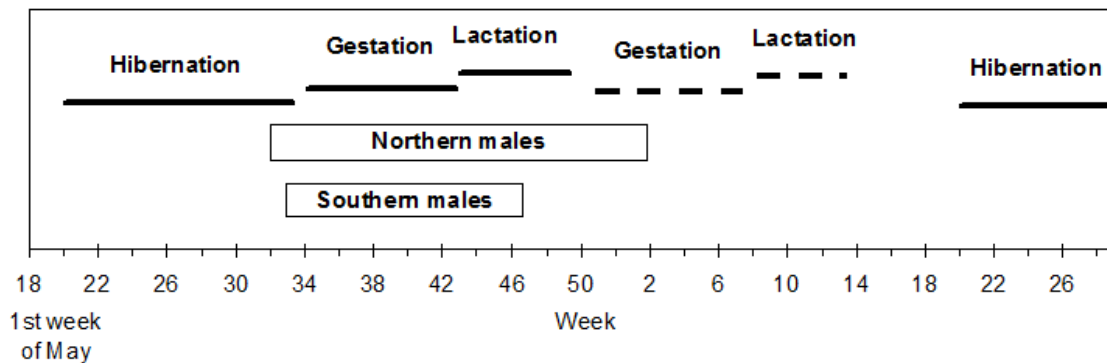 Hibernation
Gestation
Lactation
Gestation
Lactation
Hibernation
Northern males
Southern males
18 22 26 30 34 38 42 46 50 2 6 10 14 18 22 26
1st week
of May
Week